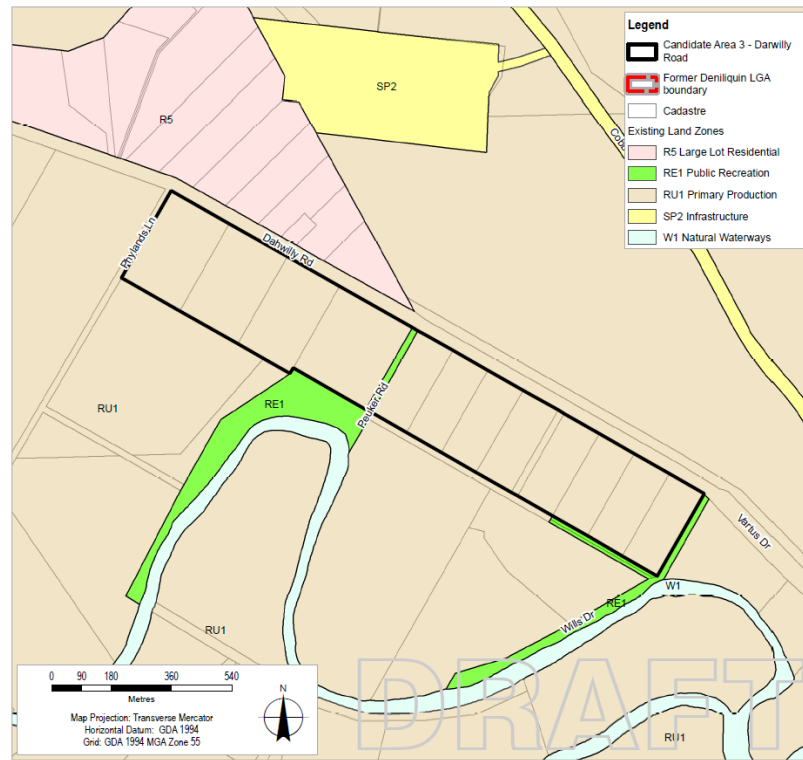 Legend
Candidate Area 3 - Darwilly
Road
Former Deniliquin LGA
boundary
Cadastre
Existing Land Zones
R5 Large Lot Residential
RE1 Public Recreation
RU1 Primary Production
SP2 Infrastructure
W1 Natural Waterways
SP2
R5
Cobb
Phylands Ln
Dahwilly Rd
RU1
RE1
Peuker Rd
Vartus Dr
W1
RE1
Wills Dr
RU1
RU1
0 90 180 360 540
Metres
Map Projection: Transverse Mercator
Horizontal Datum: GDA 1994
Grid: GDA 1994 MGA Zone 55
N
DRAFT